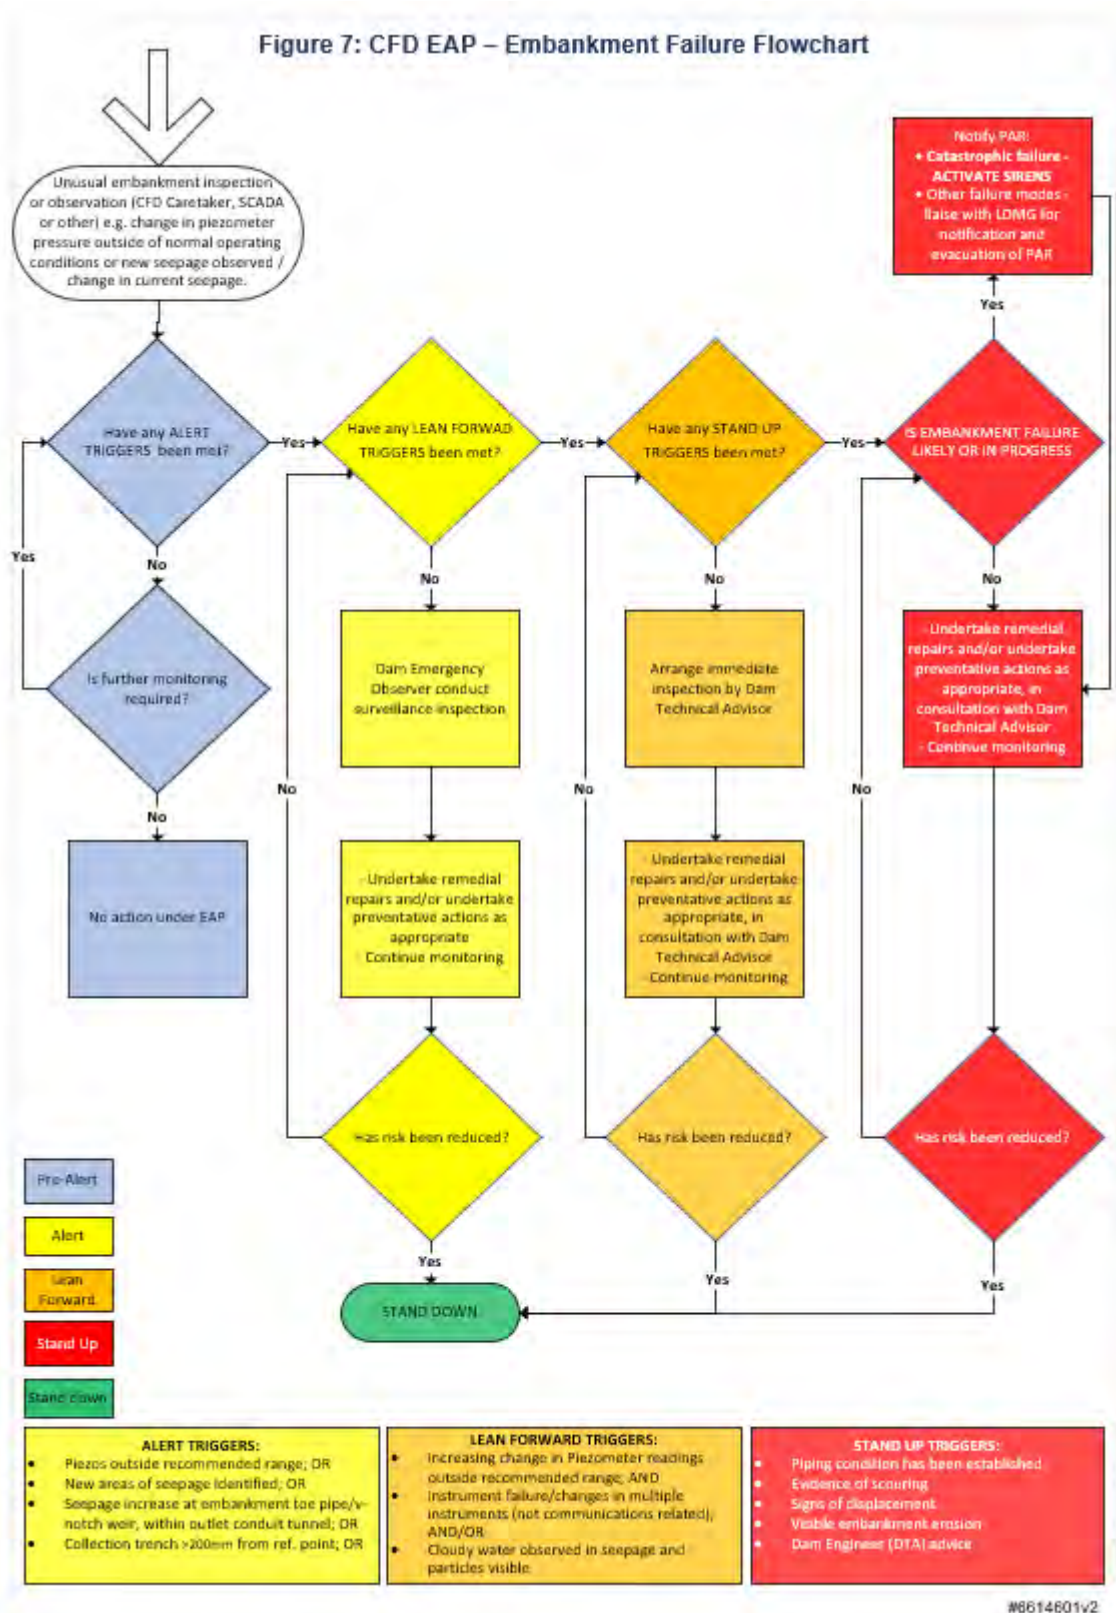 Figure 7: CFD EAP – Embankment Failure Flowchart
Unusual embankment inspection
or observation (CFD Caretaker, SCADA
or other) e.g. change in piezometer
pressure outside of normal operating
conditions or new seepage observed /
change in current seepage.
Notify PAR:
• Catastrophic failure -
ACTIVATE SIRENS
• Other failure modes -
liaise with LDMG for
notification and
evacuation of PAR
Yes
Have any ALERT
TRIGGERS been met?
Yes
Have any LEAN FORWAD
TRIGGERS been met?
Yes
Have any STAND UP
TRIGGERS been met?
Yes
IS EMBANKMENT FAILURE
LIKELY OR IN PROGRESS
Yes
No
No
No
No
Is further monitoring
required?
Dam Emergency
Observer conduct
surveillance inspection
Arrange immediate
inspection by Dam
Technical Advisor
- Undertake remedial
repairs and/or undertake
preventative actions as
appropriate, in
consultation with Dam
Technical Advisor
- Continue monitoring
No
No
No
No
No action under EAP
- Undertake remedial
repairs and/or undertake
preventative actions as
appropriate
- Continue monitoring
- Undertake remedial
repairs and/or undertake
preventative actions as
appropriate, in
consultation with Dam
Technical Advisor
- Continue monitoring
Has risk been reduced?
Has risk been reduced?
Has risk been reduced?
Yes
Yes
Yes
STAND DOWN
Pre-Alert
Alert
Lean
Forward
Stand Up
Stand down
ALERT TRIGGERS:
• Piezos outside recommended range; OR
• New areas of seepage identified; OR
• Seepage increase at embankment toe pipe/v-
notch weir, within outlet conduit tunnel; OR
• Collection trench >200mm from ref. point; OR
LEAN FORWARD TRIGGERS:
• Increasing change in Piezometer readings
outside recommended range; AND
• Instrument failure/changes in multiple
instruments (not communications related);
AND/OR
• Cloudy water observed in seepage and
particles visible
STAND UP TRIGGERS:
• Piping condition has been established
• Evidence of scouring
• Signs of displacement
• Visible embankment erosion
• Dam Engineer (DTA) advice
#6614601v2